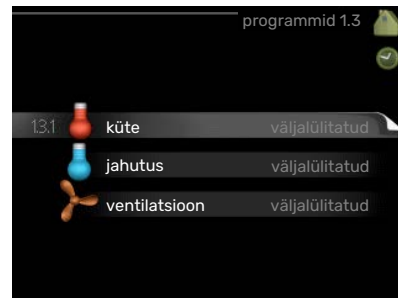 programmid 1.3
1.3.1 küte väljalülitatud
jahutus väljalülitatud
ventilatsioon väljalülitatud